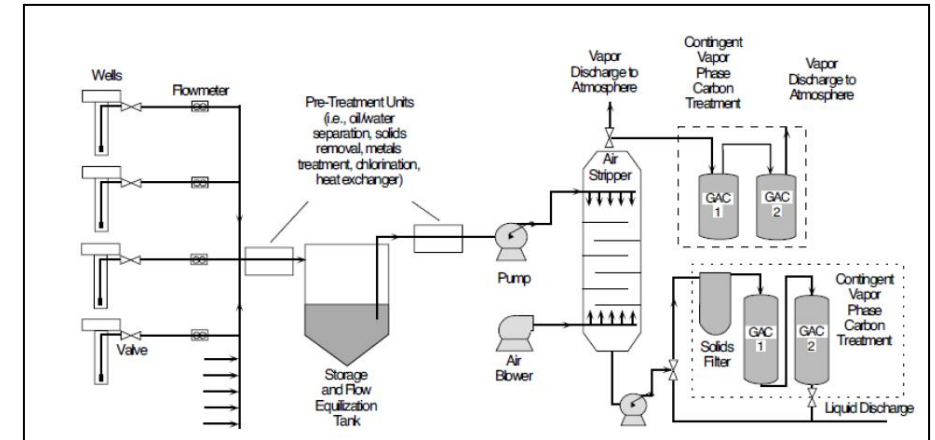 Wells
Flowmeter
Valve
Pre-Treatment Units
(i.e., oil/water
separation, solids
removal, metals
treatment, chlorination,
heat exchanger)
Storage
and Flow
Equilization
Tank
Pump
Air
Blower
Vapor
Discharge to
Atmosphere
Air
Stripper
Contingent
Vapor
Phase
Carbon
Treatment
Vapor
Discharge to
Atmosphere
GAC
1
GAC
2
Solids
Filter
GAC
1
GAC
2
Contingent
Vapor
Phase
Carbon
Treatment
Liquid Discharge